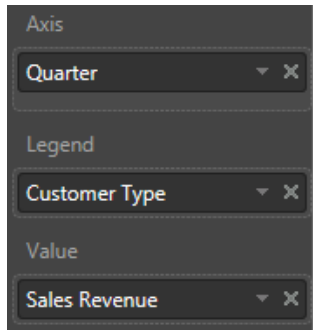 Axis
Quarter
Legend
Customer Type
Value
Sales Revenue